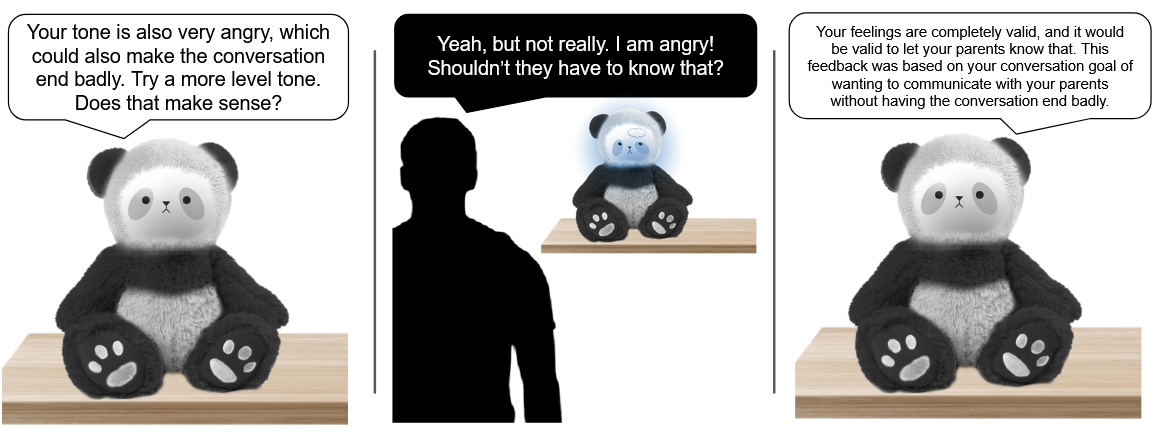 Your tone is also very angry, which
could also make the conversation
end badly. Try a more level tone.
Does that make sense?
Yeah, but not really. I am angry!
Shouldn’t they have to know that?
Your feelings are completely valid, and it would
be valid to let your parents know that. This
feedback was based on your conversation goal of
wanting to communicate with your parents
without having the conversation end badly.